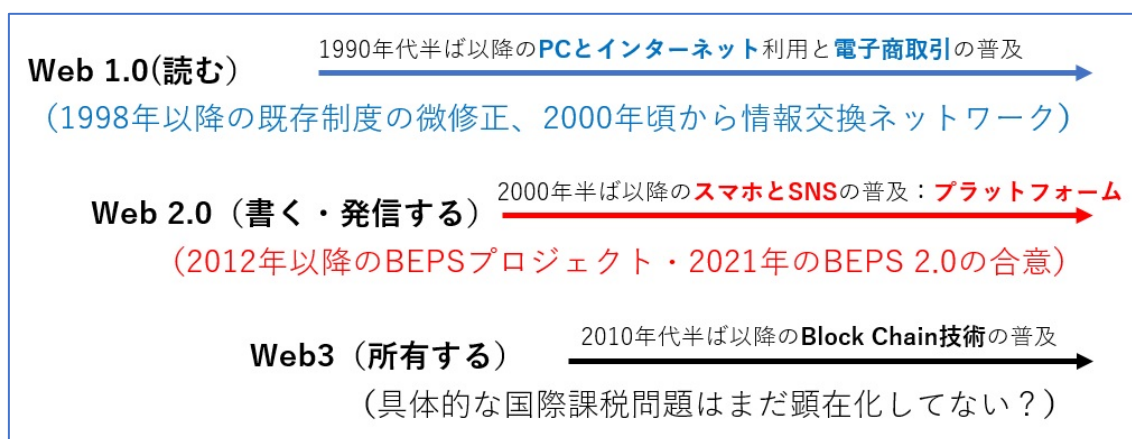 1990年代半ば以降のPCとインターネット利用と電子商取引の普及
Web 1.0(読む)
(1998年以降の既存制度の微修正、2000年頃から情報交換ネットワーク)
2000年半ば以降のスマホとSNSの普及：プラットフォーム
Web 2.0（書く・発信する）
(2012年以降のBEPSプロジェクト・2021年のBEPS 2.0の合意)
2010年代半ば以降のBlock Chain技術の普及
Web3（所有する）
（具体的な国際課税問題はまだ顕在化してない？）